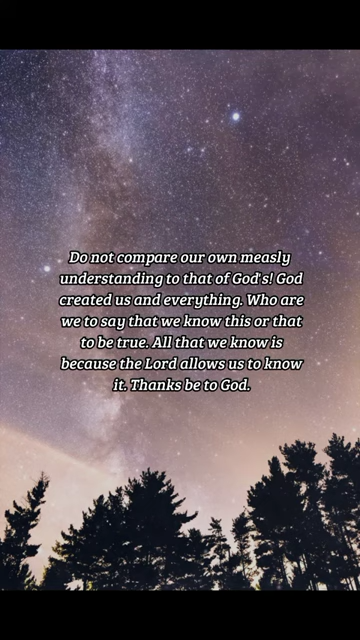 Do not compare our own measly
understanding to that of God's! God
created us and everything. Who are
we to say that we know this or that
to be true. All that we know is
because the Lord allows us to know
it. Thanks be to God.